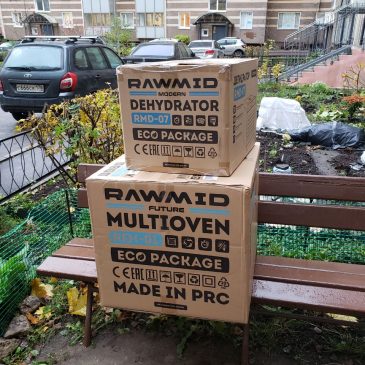 RAWMID
MODERN
DEHYDRATOR
RMD-07
ECO PACKAGE
RAWMID
FUTURE
MULTIOVEN
ECO PACKAGE
MADE IN PRC